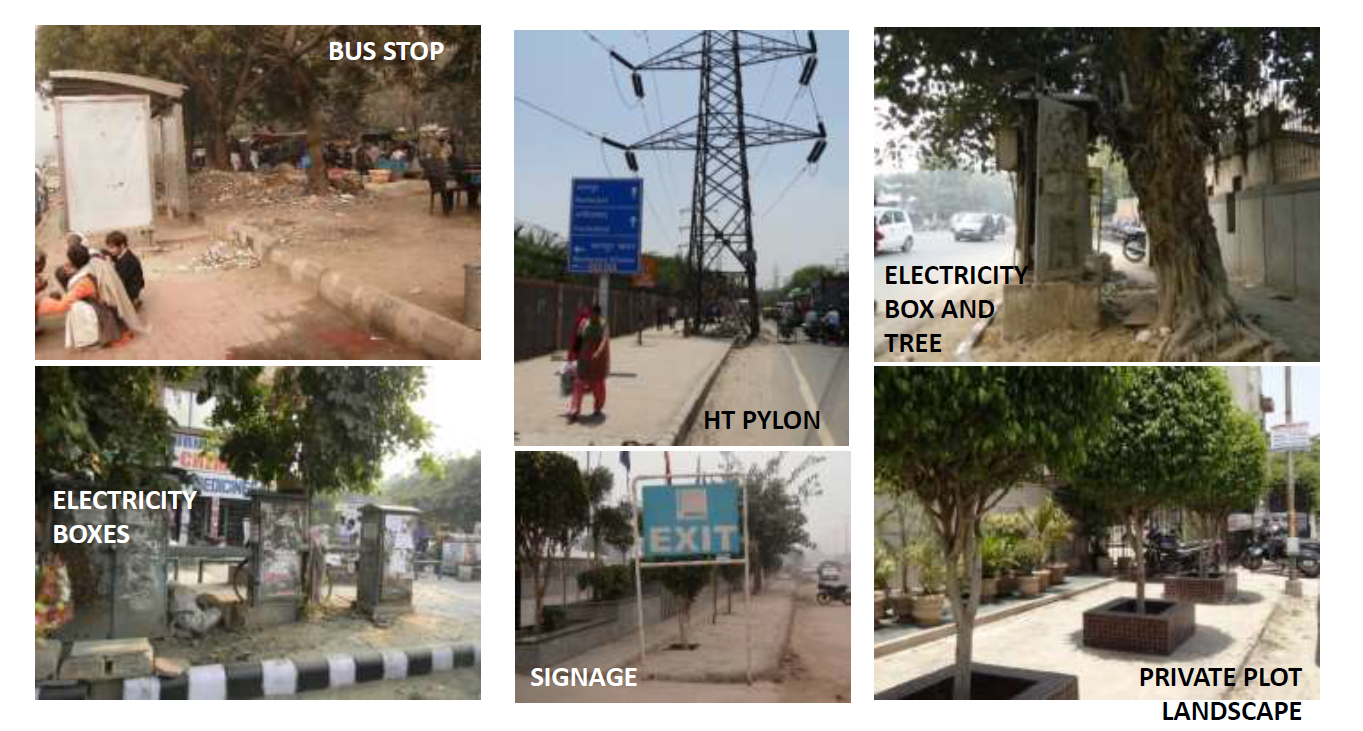 BUS STOP
HT PYLON
ELECTRICITY
BOX AND
TREE
ELECTRICITY
BOXES
MEDICINE
EXIT
SIGNAGE
PRIVATE PLOT
LANDSCAPE